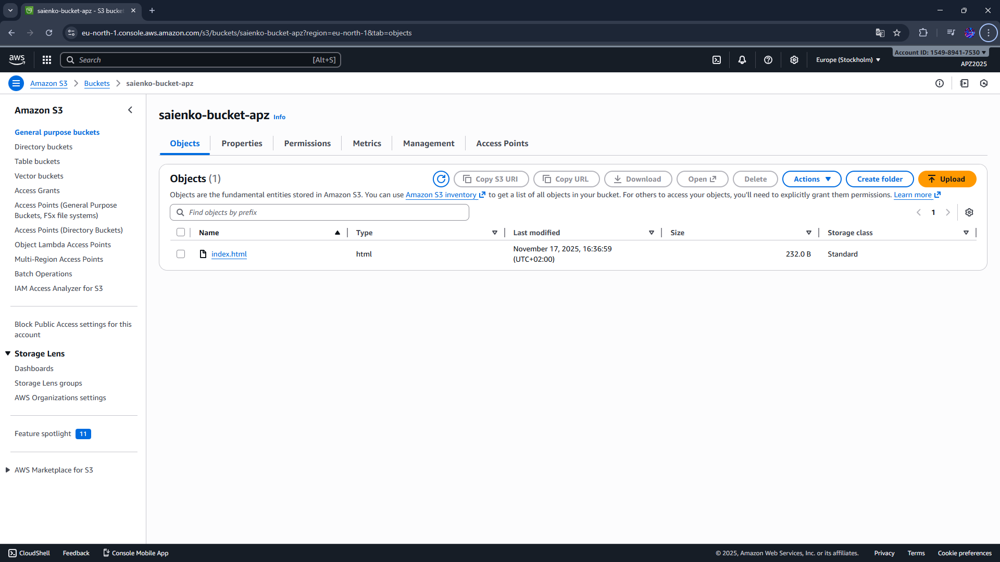 saienko-bucket-apz - S3 bucket
eu-north-1.console.aws.amazon.com/s3/buckets/saienko-bucket-apz?region=eu-north-1&tab=objects
aws
Search
[Alt+S]
Europe (Stockholm)
Account ID: 1549-8941-7530
APZ2025
Amazon S3
Buckets
saienko-bucket-apz
Amazon S3
General purpose buckets
Directory buckets
Table buckets
Vector buckets
Access Grants
Access Points (General Purpose
Buckets, FSx file systems)
Access Points (Directory Buckets)
Object Lambda Access Points
Multi-Region Access Points
Batch Operations
IAM Access Analyzer for S3
Block Public Access settings for this
account
Storage Lens
Dashboards
Storage Lens groups
AWS Organizations settings
Feature spotlight 11
AWS Marketplace for S3
saienko-bucket-apz Info
Objects
Properties
Permissions
Metrics
Management
Access Points
Objects (1)
Copy S3 URI
Copy URL
Download
Open
Delete
Actions
Create folder
Upload
Objects are the fundamental entities stored in Amazon S3. You can use Amazon S3 inventory to get a list of all objects in your bucket. For others to access your objects, you'll need to explicitly grant them permissions. Learn more
Find objects by prefix
1
Name
Type
Last modified
Size
Storage class
index.html
html
November 17, 2025, 16:36:59
(UTC+02:00)
232.0 B
Standard
CloudShell
Feedback
Console Mobile App
© 2025, Amazon Web Services, Inc. or its affiliates.
Privacy
Terms
Cookie preferences